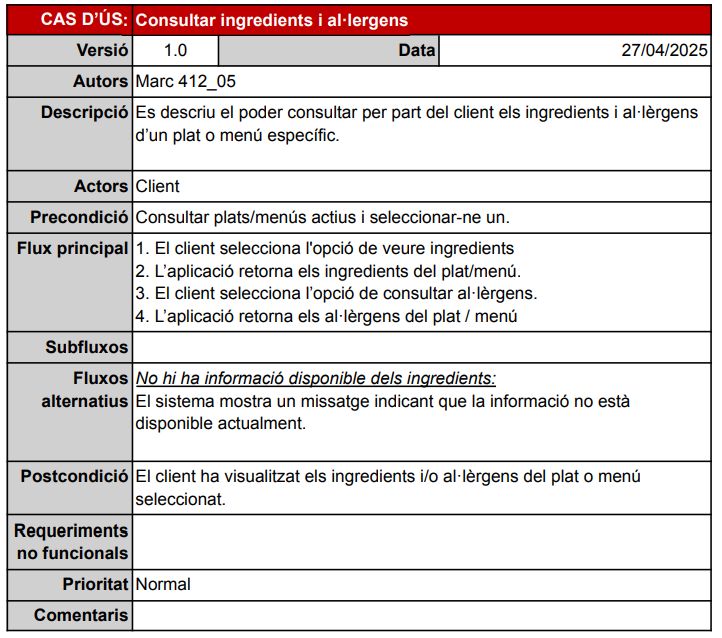 CAS D'ÚS: Consultar ingredients i al·lergens
Versió 1.0 Data 27/04/2025
Autors Marc 412_05
Descripció Es descriu el poder consultar per part del client els ingredients i al·lèrgens
d'un plat o menú específic.
Actors Client
Precondició Consultar plats/menús actius i seleccionar-ne un.
Flux principal 1. El client selecciona l'opció de veure ingredients
2. L'aplicació retorna els ingredients del plat/menú.
3. El client selecciona l'opció de consultar al·lèrgens.
4. L'aplicació retorna els al·lèrgens del plat / menú
Subfluxos
Fluxos No hi ha informació disponible dels ingredients:
alternatius El sistema mostra un missatge indicant que la informació no està
disponible actualment.
Postcondició El client ha visualitzat els ingredients i/o al·lèrgens del plat o menú
seleccionat.
Requeriments
no funcionals
Prioritat Normal
Comentaris